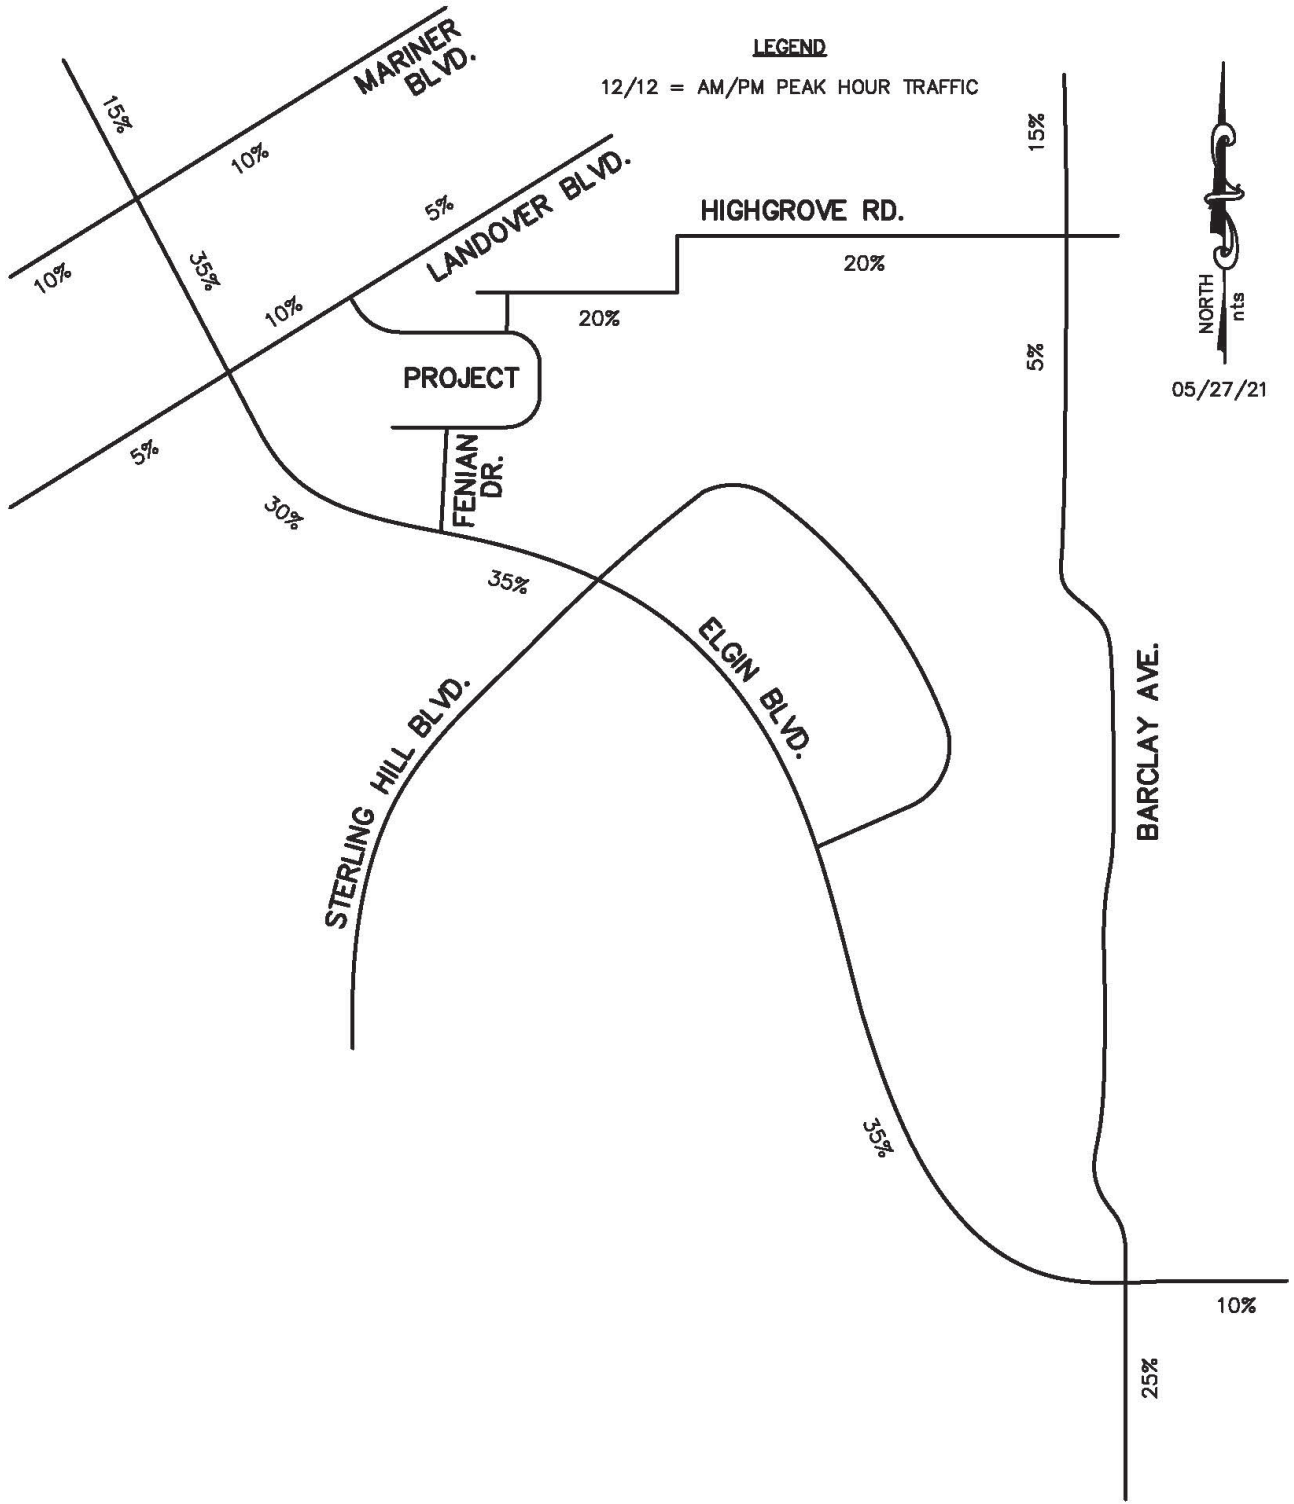 LEGEND
12/12 = AM/PM PEAK HOUR TRAFFIC
MARINER
BLVD.
15%
10%
10%
35%
5%
LANDOVER BLVD.
10%
5%
HIGHGROVE RD.
20%
20%
15%
5%
NORTH
nts
05/27/21
PROJECT
FENIAN
DR.
30%
35%
ELGIN BLVD.
STERLING HILL BLVD.
BARCLAY AVE.
35%
10%
25%